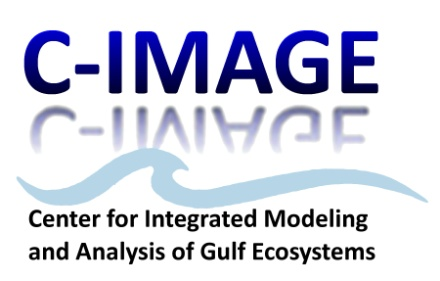 C-IMAGE
Center for Integrated Modeling
and Analysis of Gulf Ecosystems